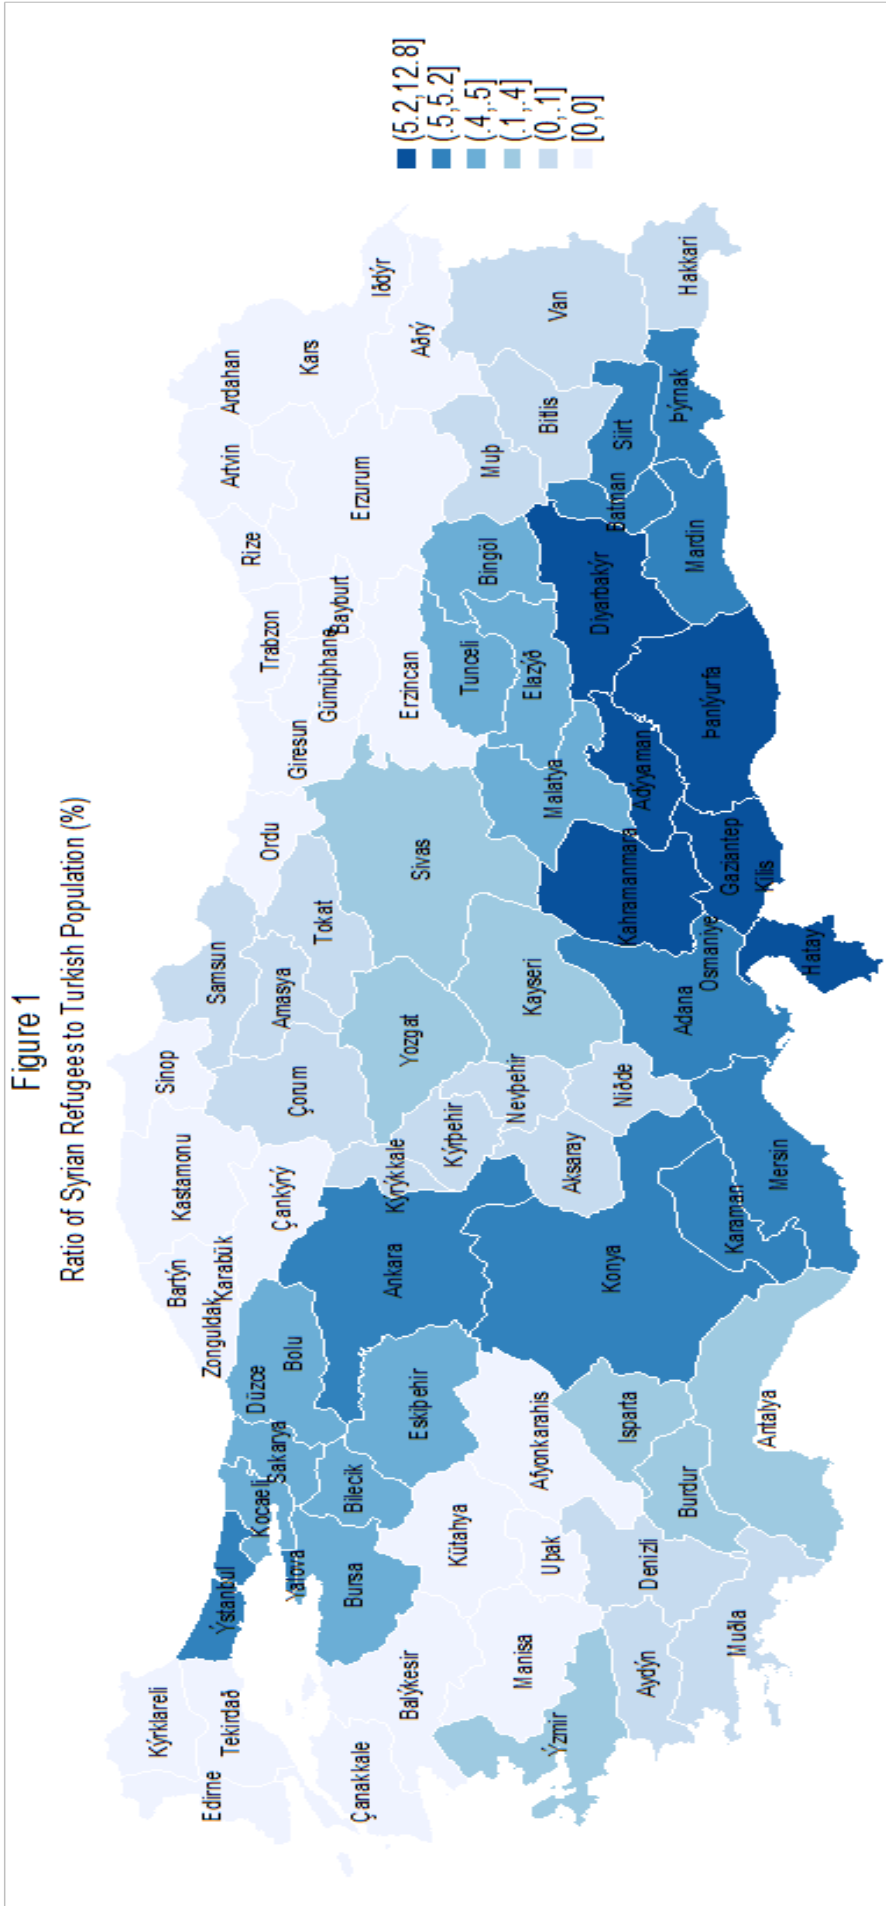 Figure 1
Ratio of Syrian Refugees to Turkish Population (%)
(5.2,12.8]
(.5,5.2]
(.4,.5]
(.1,.4]
(0,.1]
[0,0]
Kýrklareli
Edirne
Tekirdað
Ýstanbul
Çanakkale
Balýkesir
Bursa
Yalova
Kocaeli
Sakarya
Düzce
Bolu
Bilecik
Eskiþehir
Kütahya
Manisa
Uþak
Afyonkarahis
Ýzmir
Aydýn
Denizli
Muðla
Burdur
Isparta
Antalya
Zonguldak
Bartýn
Karabük
Kastamonu
Çankýrý
Sinop
Ankara
Kýrýkkale
Kýrþehir
Konya
Aksaray
Karaman
Mersin
Nevþehir
Niðde
Çorum
Samsun
Amasya
Tokat
Yozgat
Kayseri
Sivas
Adana
Osmaniye
Hatay
Kahramanmara
Gaziantep
Kilis
Adýyaman
Þanlýurfa
Malatya
Ordu
Giresun
Trabzon
Gümüþhane
Bayburt
Rize
Artvin
Ardahan
Kars
Iðdýr
Aðrý
Erzurum
Erzincan
Tunceli
Elazýð
Bingöl
Muþ
Bitlis
Van
Diyarbakýr
Batman
Siirt
Mardin
Þýrnak
Hakkari